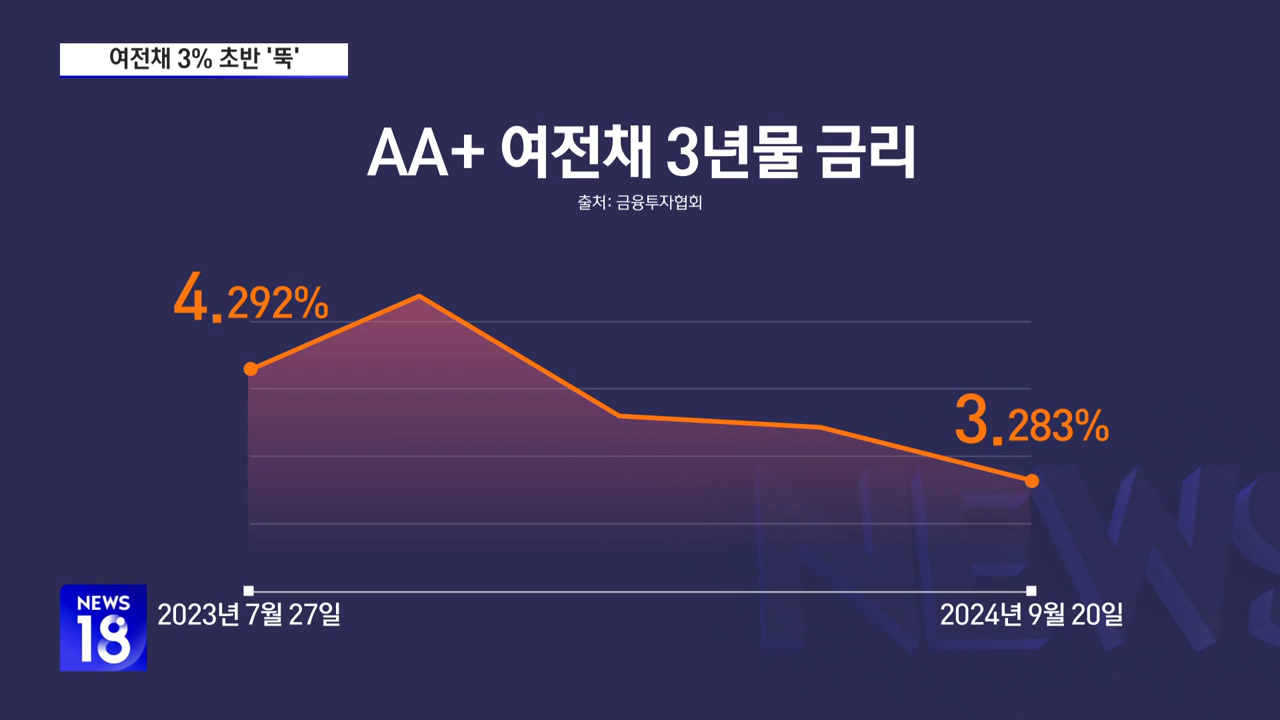 여전채 3% 초반 '뚝'
AA+ 여전채 3년물 금리
출처: 금융투자협회
4.292%
3.283%
2023년 7월 27일
2024년 9월 20일
NEWS
18
NEWS